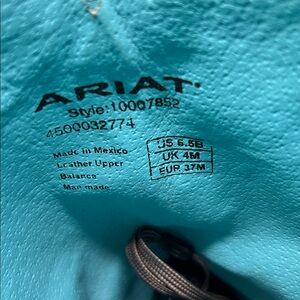 ARIAT
Style:10007852
4500032774
Made in Mexico
Leather Upper
Balance
Man made
US 6.5B
UK 4M
EUR 37M